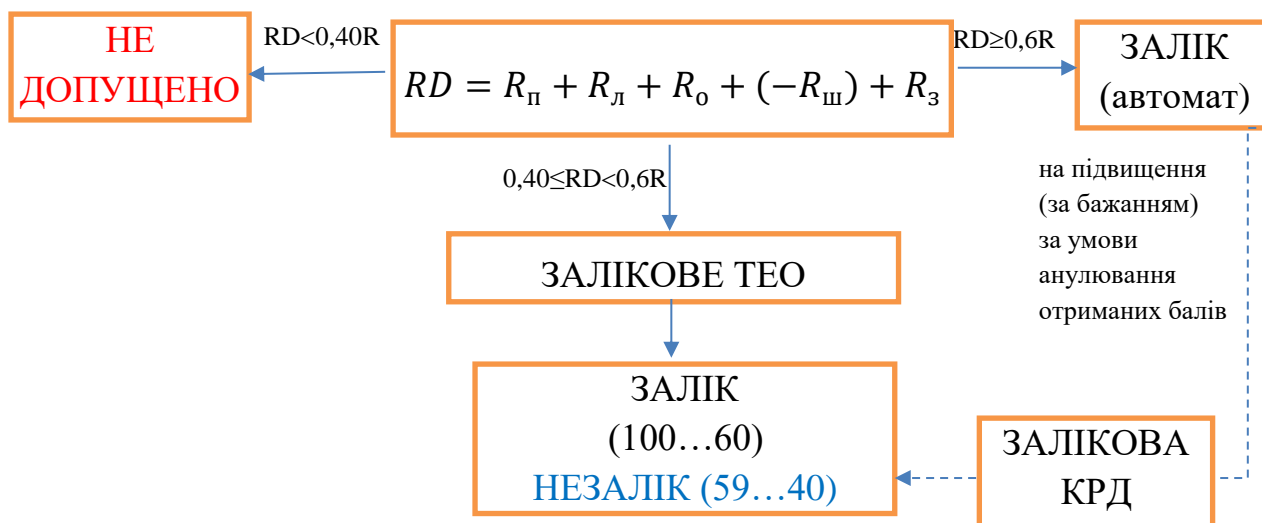 НЕ
ДОПУЩЕНО
RD<0,40R
RD = Rп + Rл + Rо + (−Rш) + Rз
RD≥0,6R
ЗАЛІК
(автомат)
0,40≤RD<0,6R
на підвищення
(за бажанням)
за умови
анулювання
отриманих балів
ЗАЛІКОВЕ ТЕО
ЗАЛІК
(100…60)
НЕЗАЛІК (59…40)
ЗАЛІКОВА
КРД